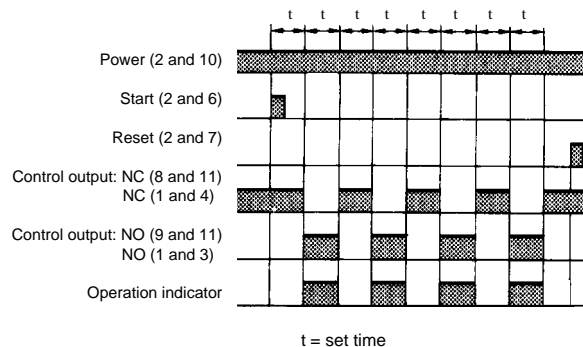 t t t t t t t t
Power (2 and 10)
Start (2 and 6)
Reset (2 and 7)
Control output: NC (8 and 11)
NC (1 and 4)
Control output: NO (9 and 11)
NO (1 and 3)
Operation indicator
t = set time